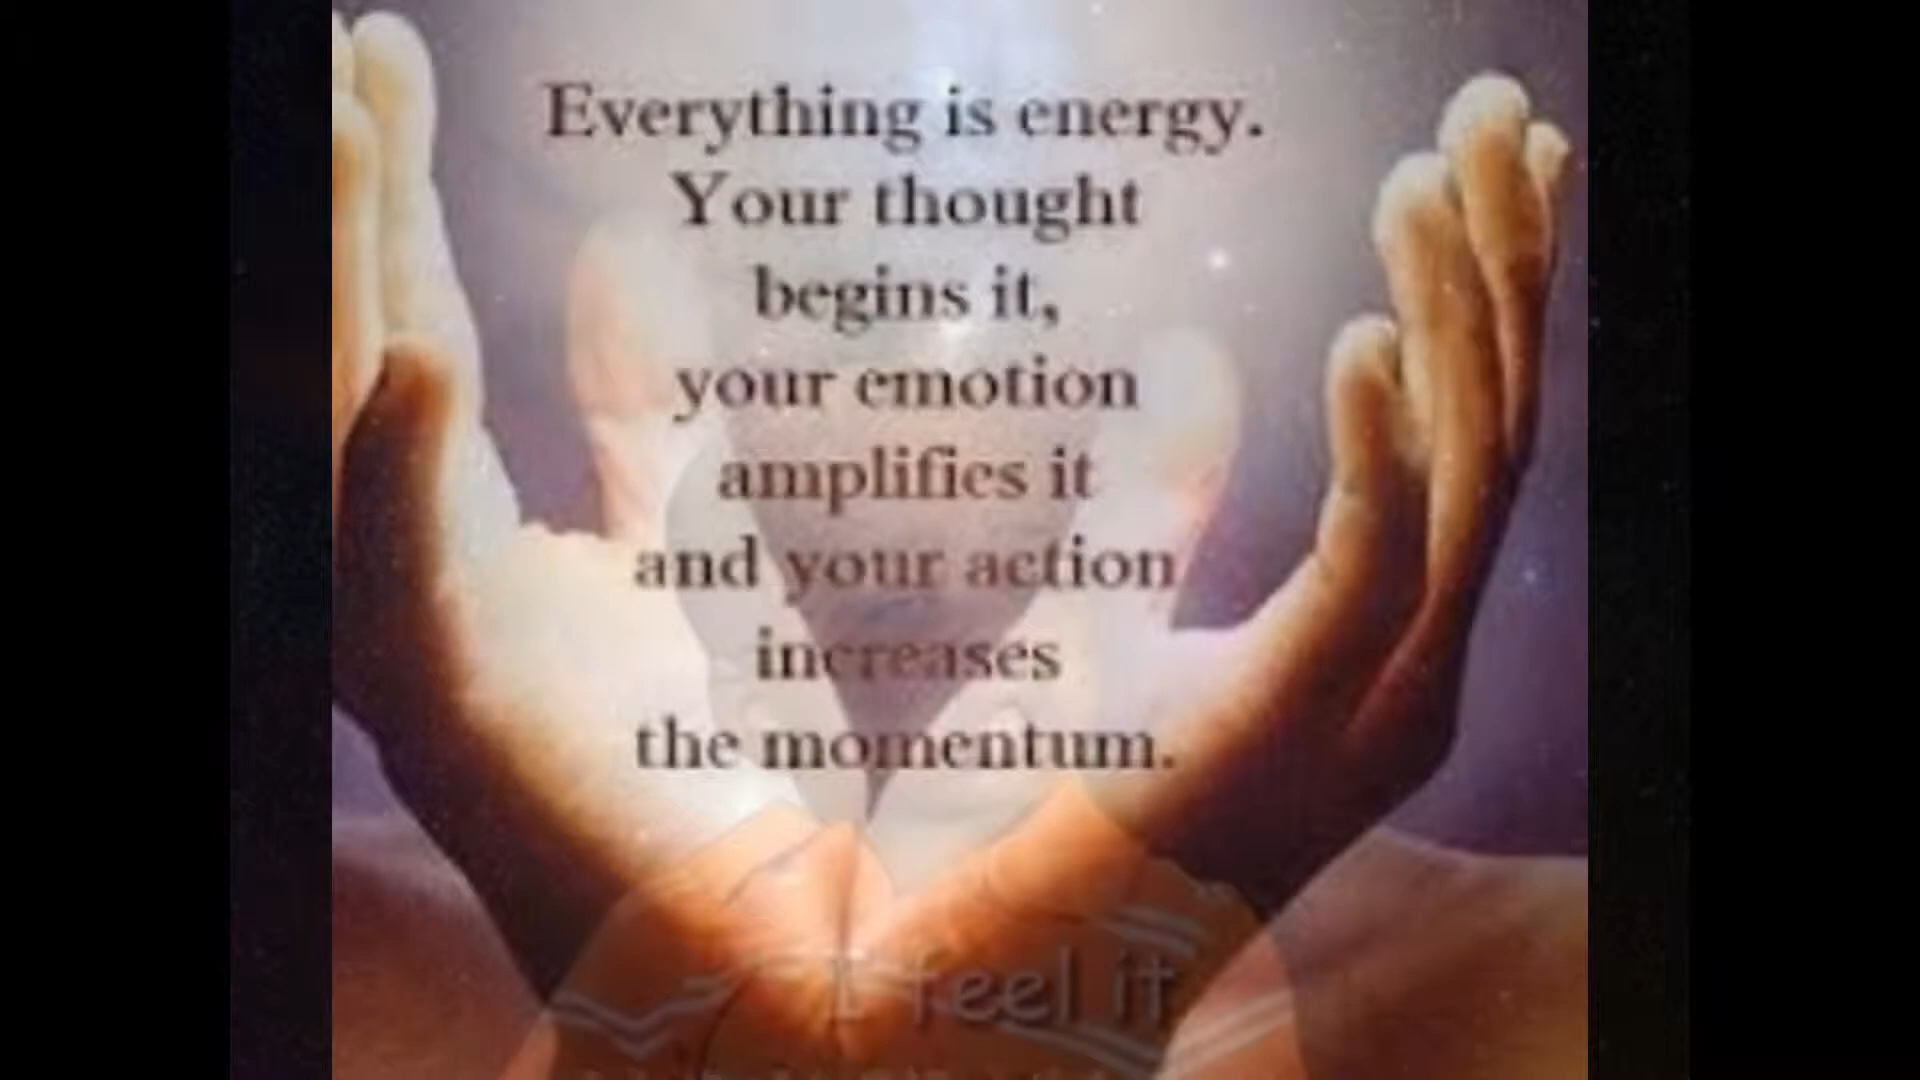 Everything is energy.
Your thought
begins it,
your emotion
amplifies it
and your action
increases
the momentum.
I feel it